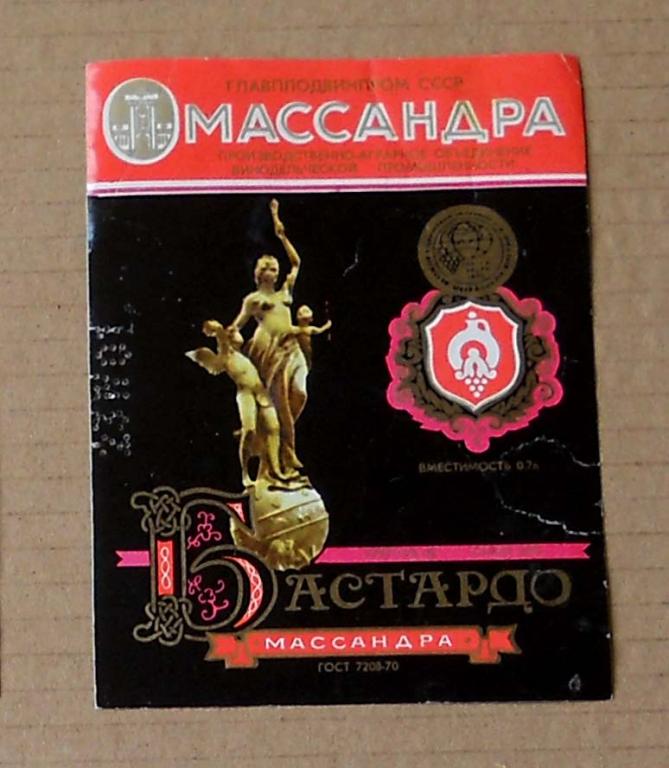 ГЛАВПЛОДВИНПРОМ СССР
МАССАНДРА
ПРОИЗВОДСТВЕННО-АГРАРНОЕ ОБЪЕДИНЕНИЕ
ВИНОДЕЛЬЧЕСКОЙ ПРОМЫШЛЕННОСТИ
ВМЕСТИМОСТЬ 0,7л
БАСТАРДО
МАССАНДРА
ГОСТ 7208-70